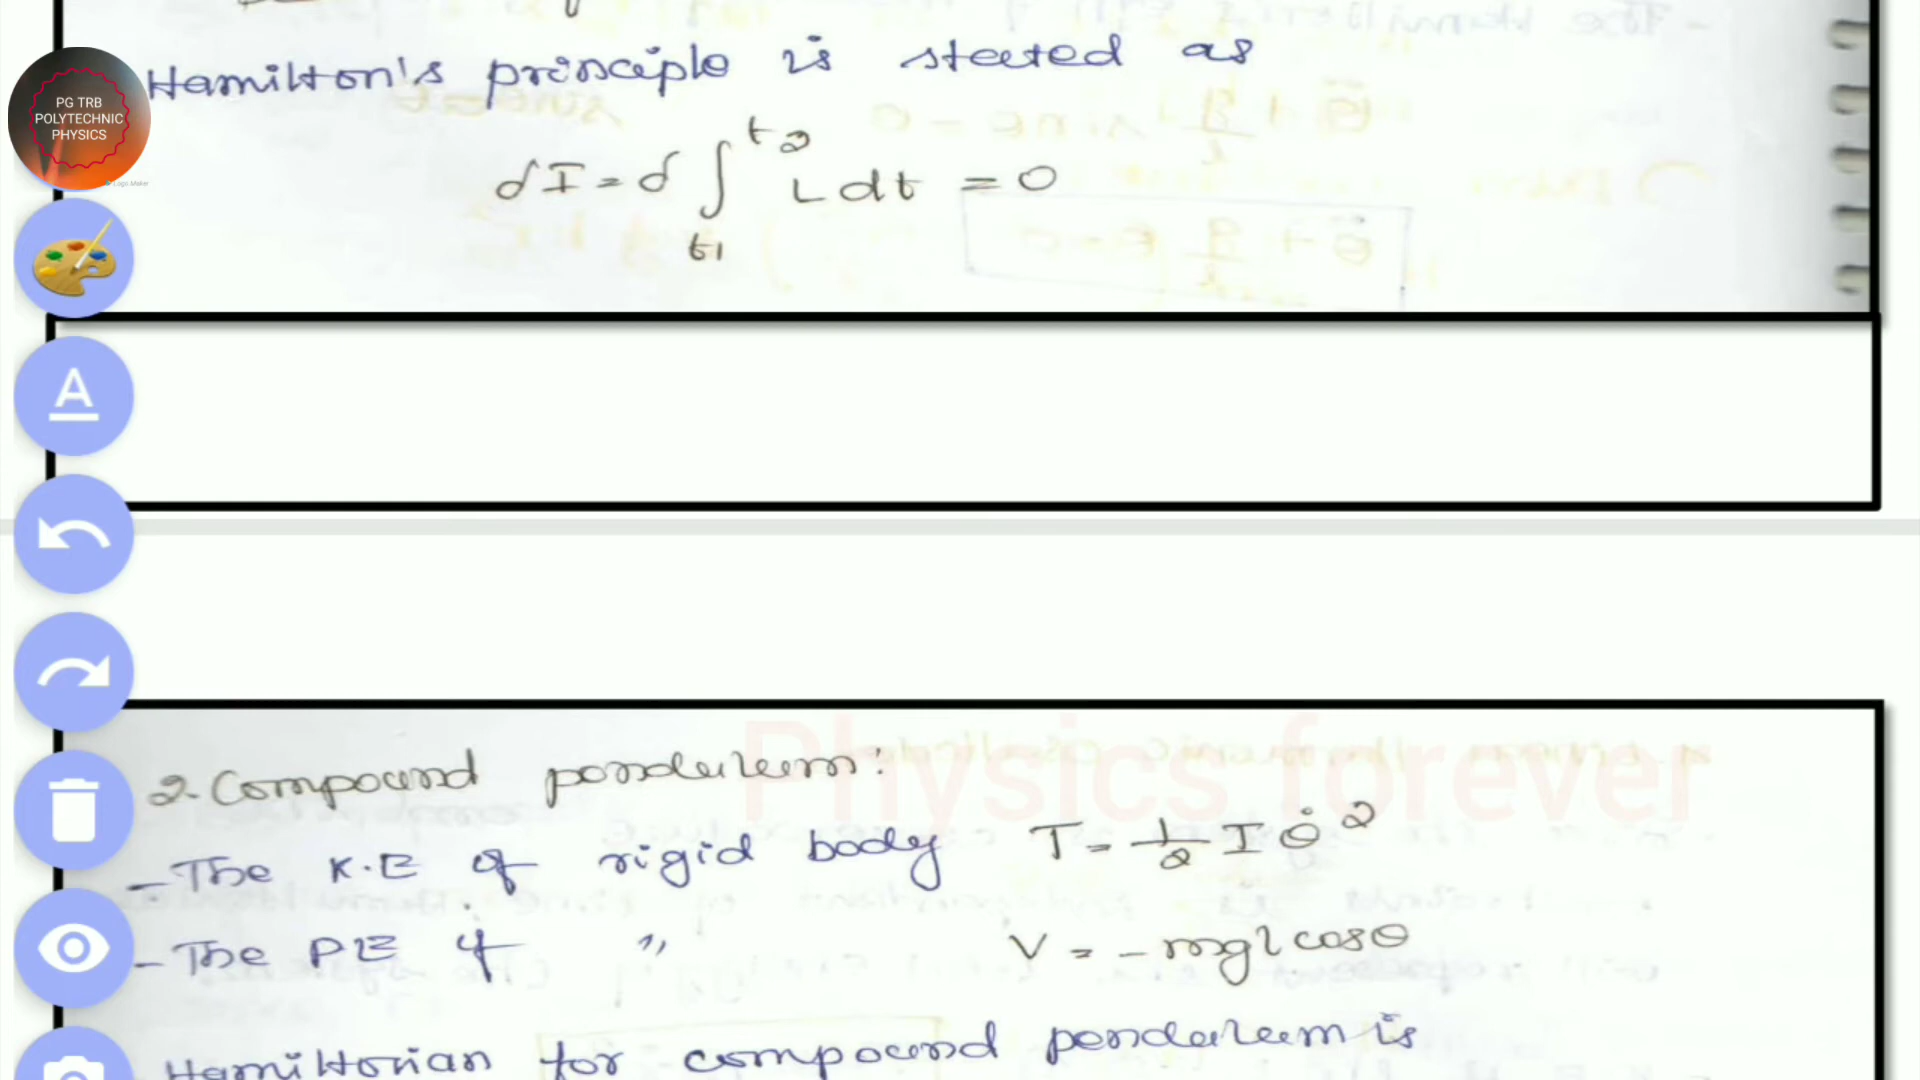 Hamilton's principle is stated as
δI = δ ∫ t1 t2 L dt = 0
PG TRB
POLYTECHNIC
PHYSICS
A
Physics forever
2. Compound pendulum:
- The K.E of rigid body T = 1/2 I θ̇ 2
- The PE of " V = - mgl cosθ
Hamiltonian for compound pendulum is